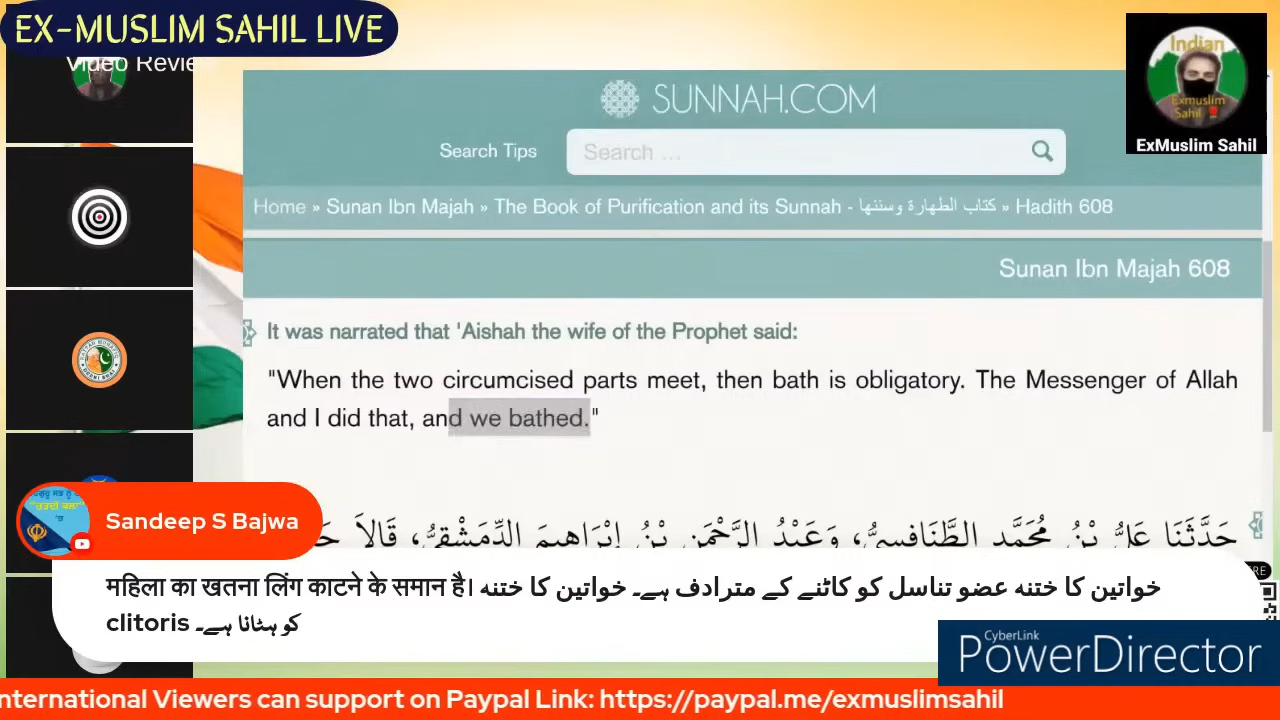 EX-MUSLIM SAHIL LIVE
Video Revie
Indian
Exmuslim
Sahil
ExMuslim Sahil
SUNNAH.COM
Search Tips
Search ...
Home » Sunan Ibn Majah » The Book of Purification and its Sunnah - كتاب الطهارة وسننها » Hadith 608
Sunan Ibn Majah 608
It was narrated that 'Aishah the wife of the Prophet said:
"When the two circumcised parts meet, then bath is obligatory. The Messenger of Allah
and I did that, and we bathed."
حَدَّثَنَا عَلِيُّ بْنُ مُحَمَّدٍ الطَّنَافِسِيُّ، وَعَبْدُ الرَّحْمَنِ بْنُ إِبْرَاهِيمَ الدِّمَشْقِيُّ، قَالاَ
Sandeep S Bajwa
महिला का खतना लिंग काटने के समान है। خواتین کا ختنہ عضو تناسل کو کاٹنے کے مترادف ہے۔ خواتین کا ختنہ
clitoris کو ہٹانا ہے۔
CyberLink
PowerDirector
nternational Viewers can support on Paypal Link: https://paypal.me/exmuslimsahil